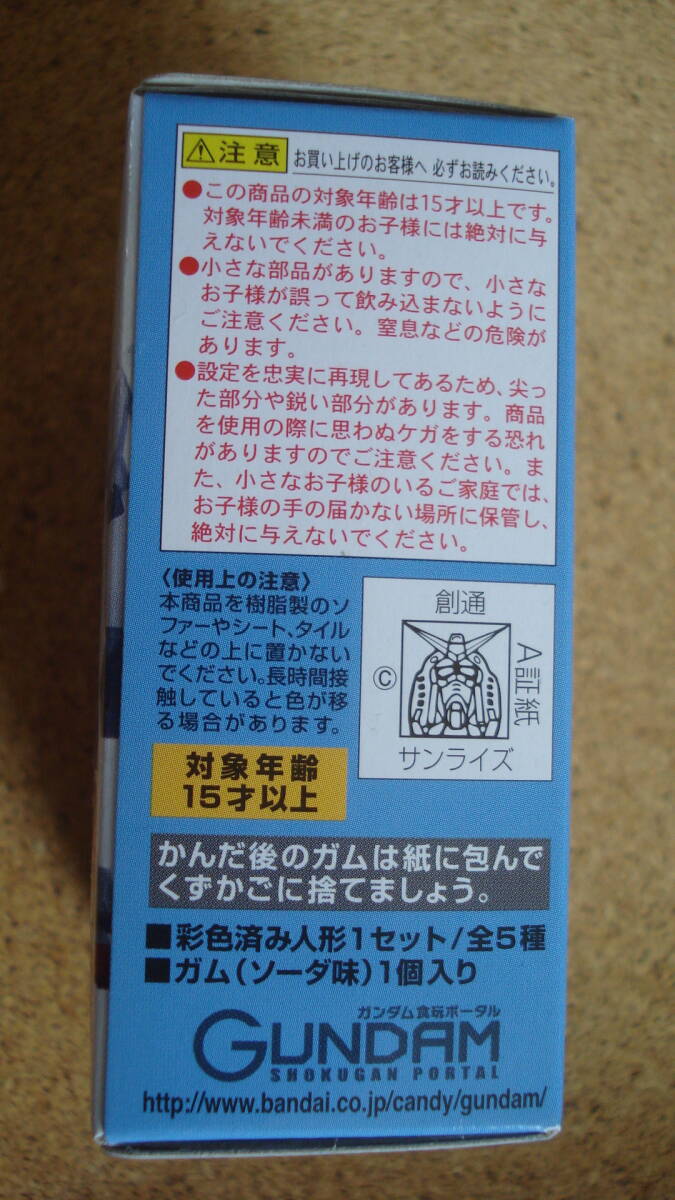 ⚠注意 お買い上げのお客様へ 必ずお読みください。
●この商品の対象年齢は15才以上です。
対象年齢未満のお子様には絶対に与
えないでください。
●小さな部品がありますので、小さな
お子様が誤って飲み込まないように
ご注意ください。窒息などの危険が
あります。
●設定を忠実に再現してあるため、尖っ
た部分や鋭い部分があります。商品
を使用の際に思わぬケガをする恐れ
がありますのでご注意ください。ま
た、小さなお子様のいるご家庭では、
お子様の手の届かない場所に保管し、
絶対に与えないでください。
〈使用上の注意〉
本商品を樹脂製のソ
ファーやシート、タイル
などの上に置かない
でください。長時間接
触していると色が移
る場合があります。
創通
A証紙
©
サンライズ
対象年齢
15才以上
かんだ後のガムは紙に包んで
くずかごに捨てましょう。
■彩色済み人形1セット/全5種
■ガム(ソーダ味)1個入り
ガンダム食玩ポータル
GUNDAM
SHOKUGAN PORTAL
http://www.bandai.co.jp/candy/gundam/